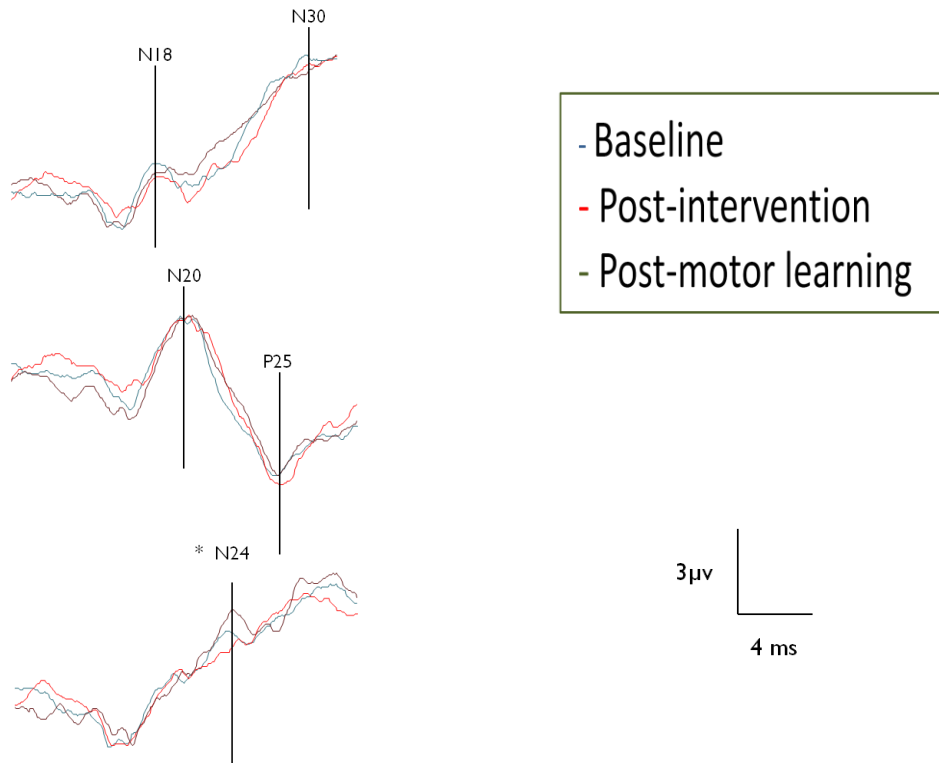 N30
N18
- Baseline
- Post-intervention
- Post-motor learning
N20
P25
* N24
3µv
4 ms